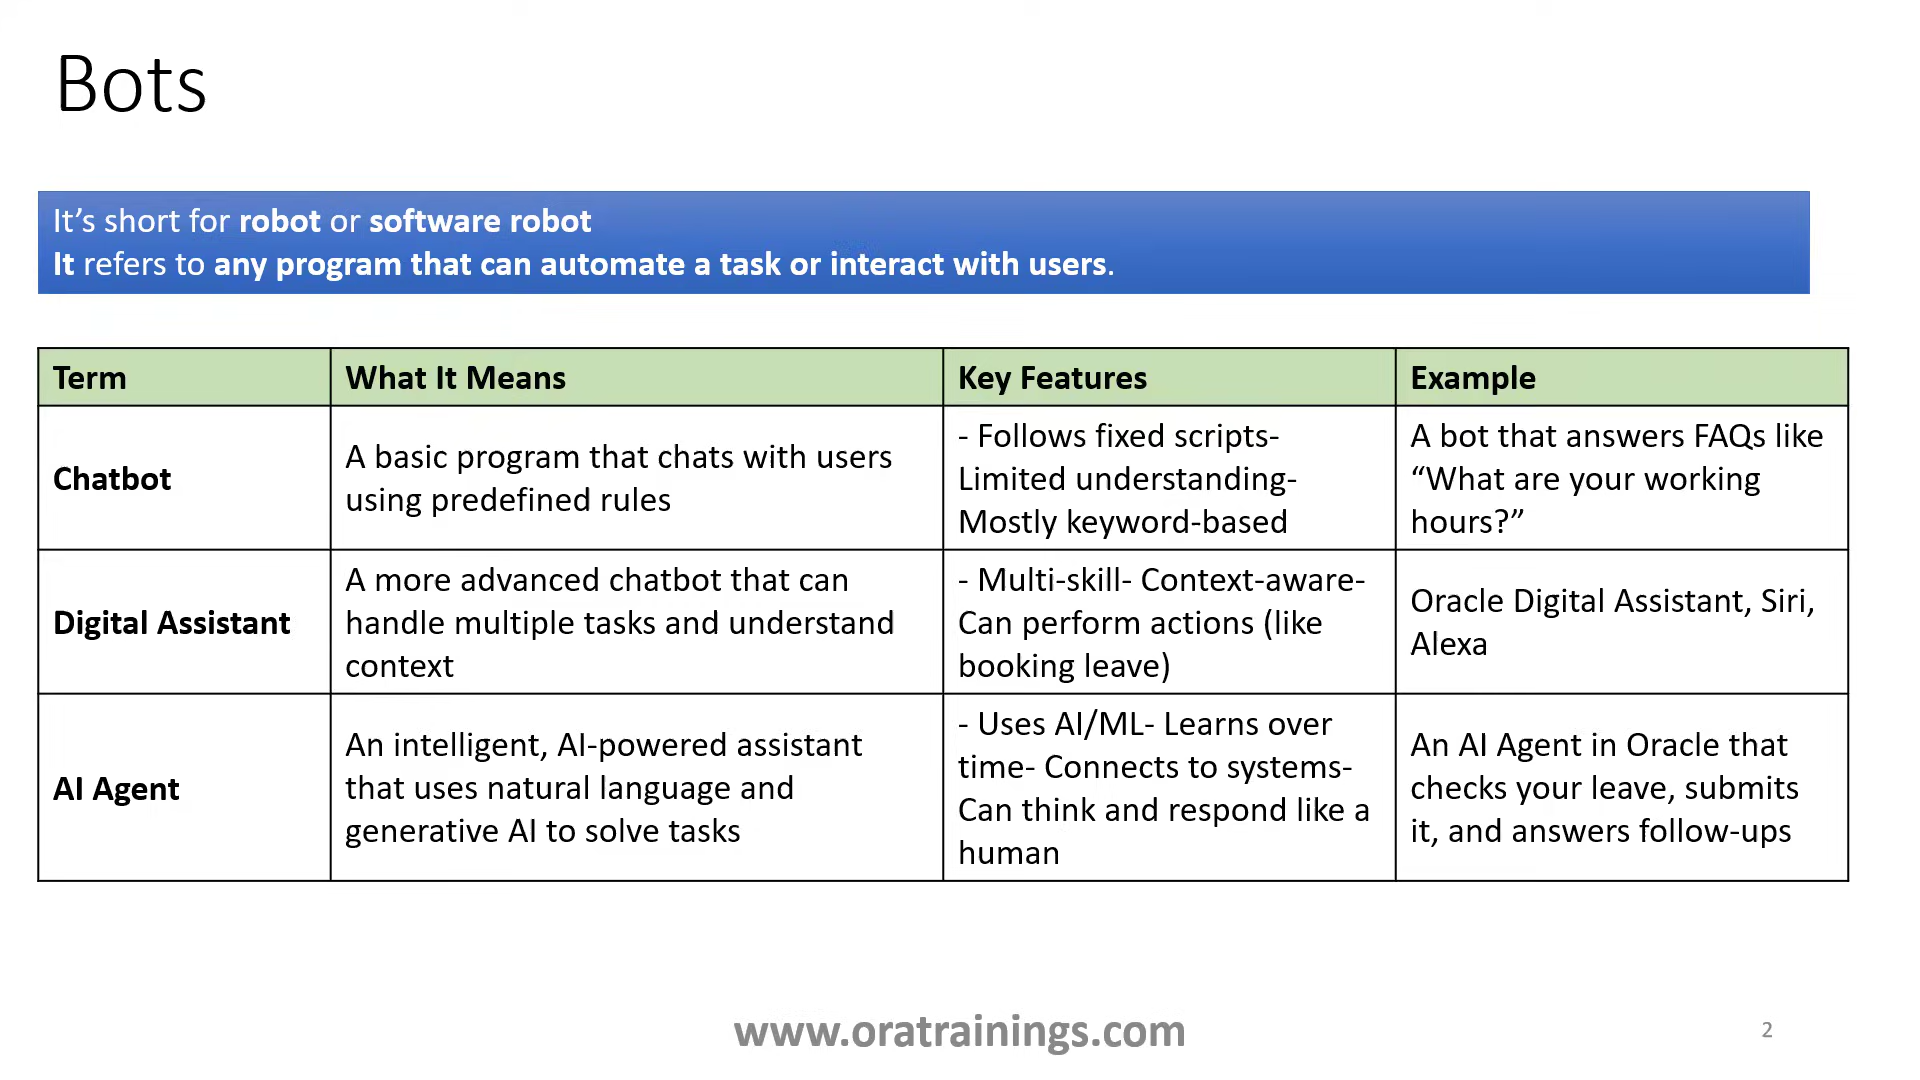 Bots
It’s short for robot or software robot
It refers to any program that can automate a task or interact with users.
Term
What It Means
Key Features
Example
Chatbot
A basic program that chats with users
using predefined rules
- Follows fixed scripts-
Limited understanding-
Mostly keyword-based
A bot that answers FAQs like
“What are your working
hours?”
Digital Assistant
A more advanced chatbot that can
handle multiple tasks and understand
context
- Multi-skill- Context-aware-
Can perform actions (like
booking leave)
Oracle Digital Assistant, Siri,
Alexa
AI Agent
An intelligent, AI-powered assistant
that uses natural language and
generative AI to solve tasks
- Uses AI/ML- Learns over
time- Connects to systems-
Can think and respond like a
human
An AI Agent in Oracle that
checks your leave, submits
it, and answers follow-ups
www.oratrainings.com
2